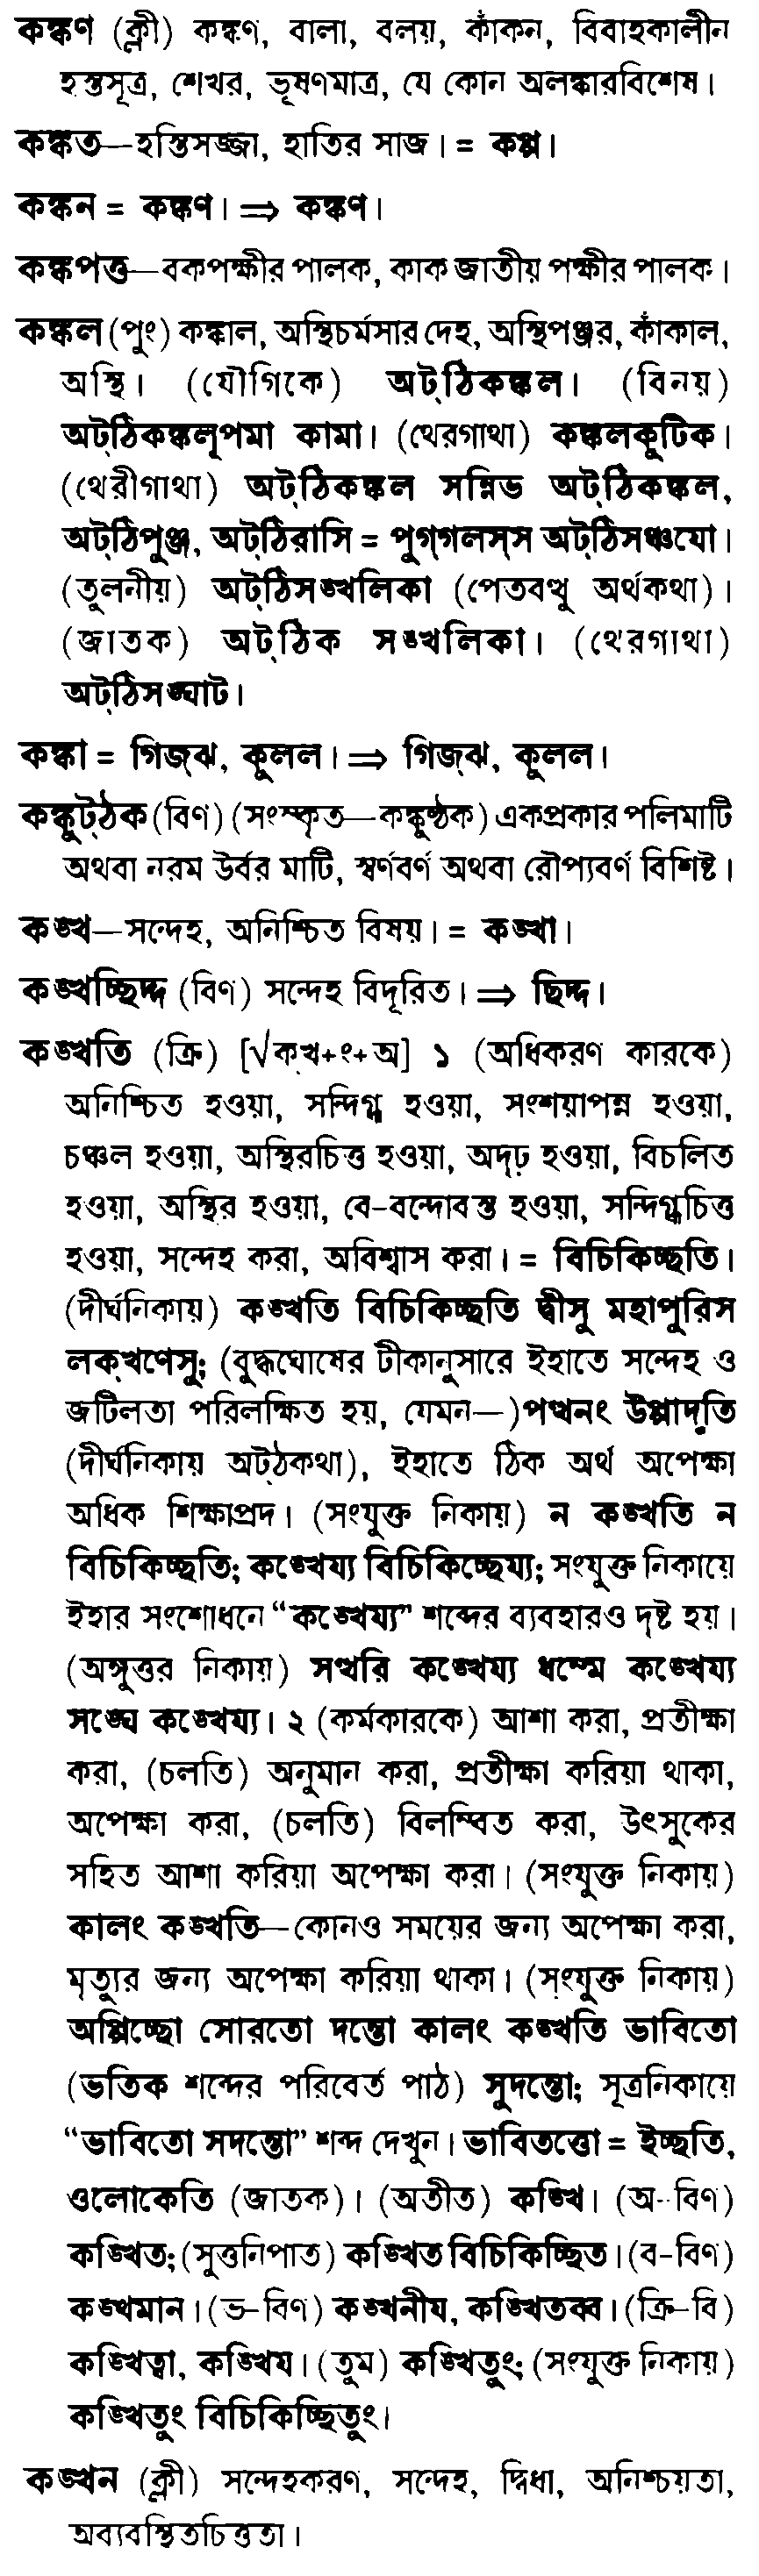 কঙ্কণ (ক্লী) কঙ্কণ, বালা, বলয়, কাঁকন, বিবাহকালীন
হস্তসূত্র, শেখর, ভূষণমাত্র, যে কোন অলঙ্কারবিশেষ।
কঙ্কত—হস্তিসজ্জা, হাতির সাজ। = কপ্প।
কঙ্কন = কঙ্কণ। ⇒ কঙ্কণ।
কঙ্কপত্ত—বকপক্ষীর পালক, কাক জাতীয় পক্ষীর পালক।
কঙ্কল (পুং) কঙ্কাল, অস্থিচর্মসার দেহ, অস্থিপঞ্জর, কাঁকাল,
অস্থি। (যৌগিকে) অট্‌ঠিকঙ্কল। (বিনয়)
অট্‌ঠিকঙ্কলূপমা কামা। (থেরগাথা) কঙ্কলকুটিক।
(থেরীগাথা) অট্‌ঠিকঙ্কল সন্নিভ অট্‌ঠিকঙ্কল,
অট্‌ঠিপুঞ্জ, অট্‌ঠিরাসি = পুগ্‌গলস্‌স অট্‌ঠিসঞ্চযো।
(তুলনীয়) অট্‌ঠিসঙ্খলিকা (পেতবত্থু অর্থকথা)।
(জাতক) অট্‌ঠিক সঙ্খলিকা। (থেরগাথা)
অট্‌ঠিসঙ্ঘাট।
কঙ্কা = গিজ্‌ঝ, কুলল। ⇒ গিজ্‌ঝ, কুলল।
কঙ্কুট্‌ঠক (বিণ) (সংস্কৃত—কঙ্কুষ্ঠক) একপ্রকার পলিমাটি
অথবা নরম উর্বর মাটি, স্বর্ণবর্ণ অথবা রৌপ্যবর্ণ বিশিষ্ট।
কঙ্খ—সন্দেহ, অনিশ্চিত বিষয়। = কঙ্খা।
কঙ্খচ্ছিদ্দ (বিণ) সন্দেহ বিদূরিত। ⇒ ছিদ্দ।
কঙ্খতি (ক্রি) [√কখ+ং+অ] ১ (অধিকরণ কারকে)
অনিশ্চিত হওয়া, সন্দিগ্ধ হওয়া, সংশয়াপন্ন হওয়া,
চঞ্চল হওয়া, অস্থিরচিত্ত হওয়া, অদৃঢ় হওয়া, বিচলিত
হওয়া, অস্থির হওয়া, বে-বন্দোবস্ত হওয়া, সন্দিগ্ধচিত্ত
হওয়া, সন্দেহ করা, অবিশ্বাস করা। = বিচিকিচ্ছতি।
(দীর্ঘনিকায়) কঙ্খতি বিচিকিচ্ছতি দ্বীসু মহাপুরিস
লক্‌খণেসু; (বুদ্ধঘোষের টীকানুসারে ইহাতে সন্দেহ ও
জটিলতা পরিলক্ষিত হয়, যেমন—)পত্থনং উপ্পাদতি
(দীর্ঘনিকায় অট্‌ঠকথা), ইহাতে ঠিক অর্থ অপেক্ষা
অধিক শিক্ষাপ্রদ। (সংযুক্ত নিকায়) ন কঙ্খতি ন
বিচিকিচ্ছতি; কঙ্খেয্য বিচিকিচ্ছেয্য; সংযুক্ত নিকায়ে
ইহার সংশোধনে “কঙ্খেয্য” শব্দের ব্যবহারও দৃষ্ট হয়।
(অঙ্গুত্তর নিকায়) সত্থরি কঙ্খেয্য ধম্মে কঙ্খেয্য
সঙ্ঘে কঙ্খেয্য। ২ (কর্মকারকে) আশা করা, প্রতীক্ষা
করা, (চলতি) অনুমান করা, প্রতীক্ষা করিয়া থাকা,
অপেক্ষা করা, (চলতি) বিলম্বিত করা, উৎসুকের
সহিত আশা করিয়া অপেক্ষা করা। (সংযুক্ত নিকায়)
কালং কঙ্খতি—কোনও সময়ের জন্য অপেক্ষা করা,
মৃত্যুর জন্য অপেক্ষা করিয়া থাকা। (সংযুক্ত নিকায়)
অপ্পিচ্ছো সোরতো দন্তো কালং কঙ্খতি ভাবিতো
(ভতিক শব্দের পরিবের্ত পাঠ) সুদন্তো; সূত্রনিকায়ে
“ভাবিতো সদন্তো” শব্দ দেখুন। ভাবিতত্তো = ইচ্ছতি,
ওলোকেতি (জাতক)। (অতীত) কঙ্খি। (অ-বিণ)
কঙ্খিত; (সুত্তনিপাত) কঙ্খিত বিচিকিচ্ছিত। (ব-বিণ)
কঙ্খমান। (ভ-বিণ) কঙ্খনীয, কঙ্খিতব্ব। (ক্রি-বি)
কঙ্খিত্বা, কঙ্খিয। (তুম) কঙ্খিতুং; (সংযুক্ত নিকায়)
কঙ্খিতুং বিচিকিচ্ছিতুং।
কঙ্খন (ক্লী) সন্দেহকরণ, সন্দেহ, দ্বিধা, অনিশ্চয়তা,
অব্যবস্থিতচিত্ততা।